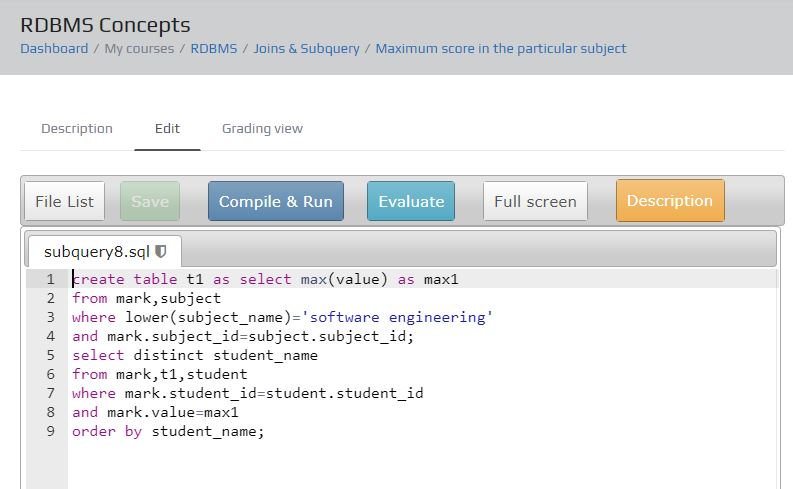 RDBMS Concepts
Dashboard / My courses / RDBMS / Joins & Subquery / Maximum score in the particular subject
Description Edit Grading view
File List Save Compile & Run Evaluate Full screen Description
subquery8.sql
1 create table t1 as select max(value) as max1
2 from mark,subject
3 where lower(subject_name)='software engineering'
4 and mark.subject_id=subject.subject_id;
5 select distinct student_name
6 from mark,t1,student
7 where mark.student_id=student.student_id
8 and mark.value=max1
9 order by student_name;